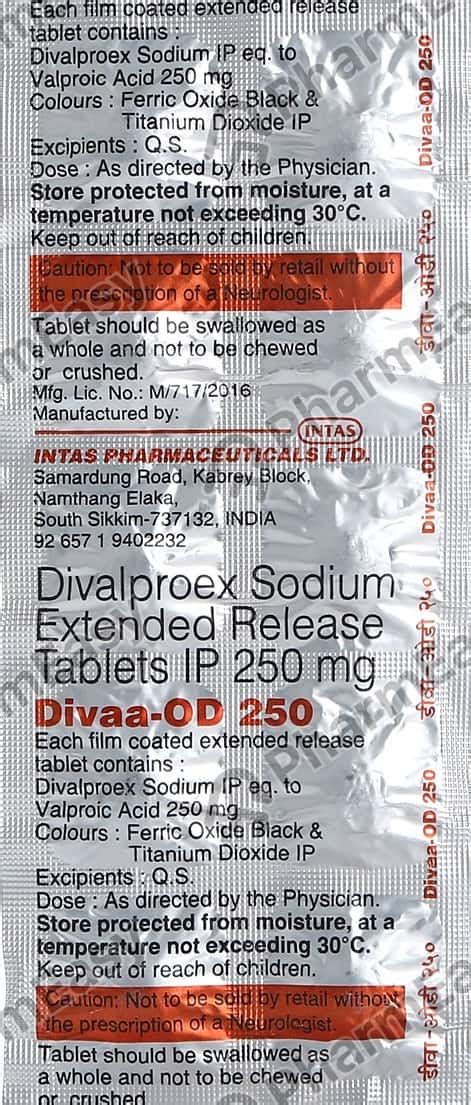 Each film coated extended release
tablet contains :
Divalproex Sodium IP eq. to
Valproic Acid 250 mg
Colours : Ferric Oxide Black &
Titanium Dioxide IP
Excipients : Q.S.
Dose : As directed by the Physician.
Store protected from moisture, at a
temperature not exceeding 30°C.
Keep out of reach of children.
Caution: Not to be sold by retail without
the prescription of a Neurologist.
Tablet should be swallowed as
a whole and not to be chewed
or crushed.
Mfg. Lic. No.: M/717/2016
Manufactured by:
INTAS
INTAS PHARMACEUTICALS LTD.
Samardung Road, Kabrey Block,
Namthang Elaka,
South Sikkim-737132, INDIA
92 657 1 9402232
Divalproex Sodium
Extended Release
Tablets IP 250 mg
Divaa-OD 250
Each film coated extended release
tablet contains :
Divalproex Sodium IP eq. to
Valproic Acid 250 mg
Colours : Ferric Oxide Black &
Titanium Dioxide IP
Excipients : Q.S.
Dose : As directed by the Physician.
Store protected from moisture, at a
temperature not exceeding 30°C.
Keep out of reach of children.
Caution: Not to be sold by retail without
the prescription of a Neurologist.
Tablet should be swallowed as
a whole and not to be chewed
or crushed
Divaa-OD 250
डीवा-ओडी २५०
Divaa-OD 250
डीवा-ओडी २५०
Divaa-OD 250
डीवा-ओडी २५०
PharmEasy